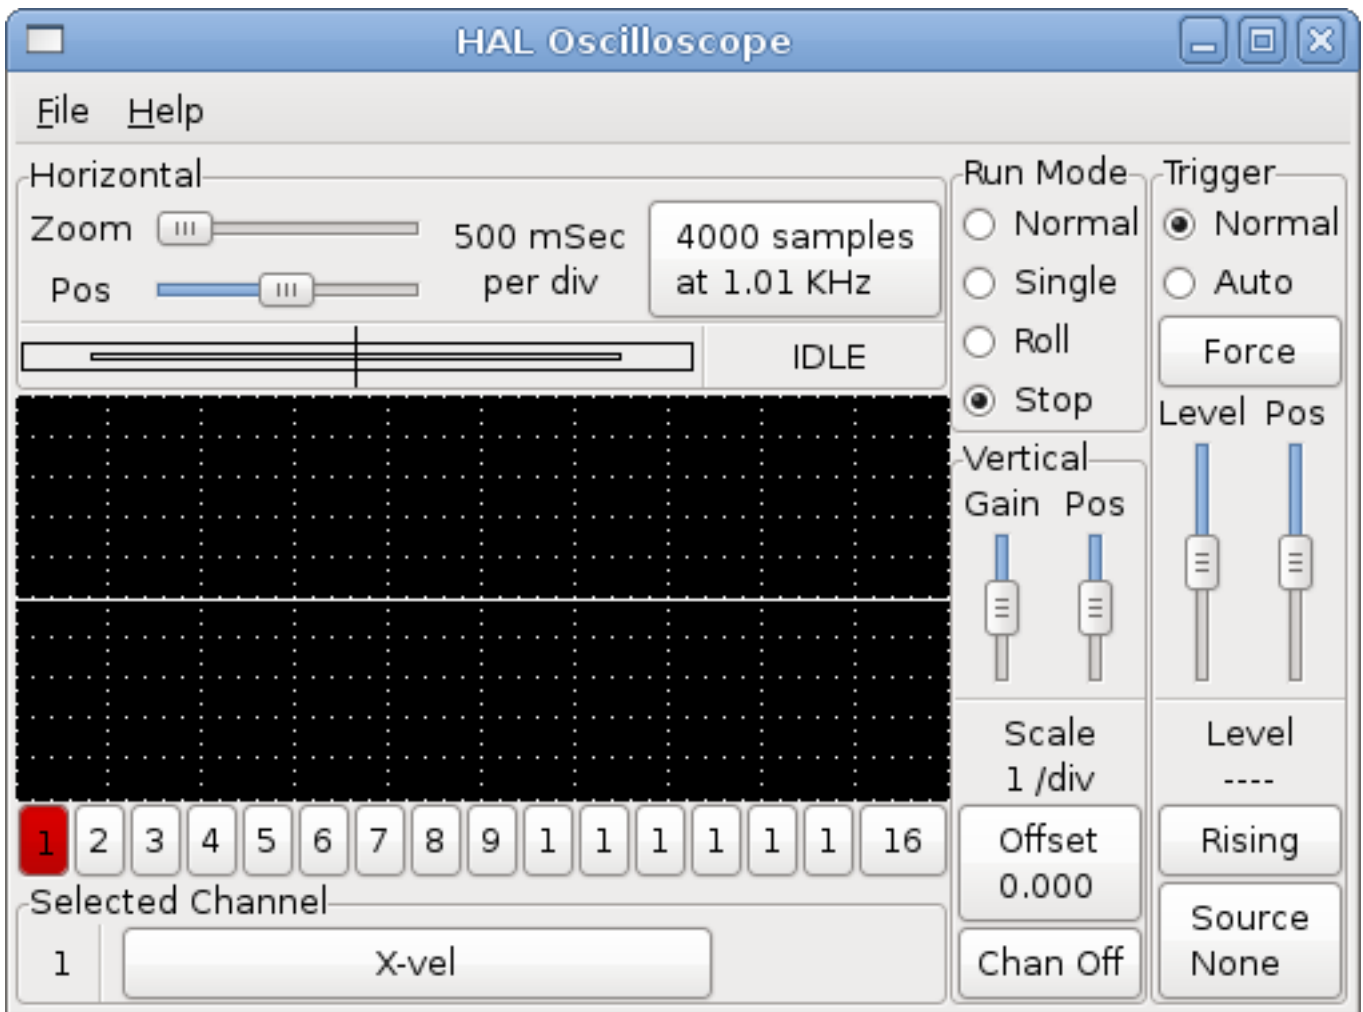 HAL Oscilloscope
File Help
Horizontal
Zoom
Pos
500 mSec
per div
4000 samples
at 1.01 KHz
IDLE
Run Mode
Normal
Single
Roll
Stop
Trigger
Normal
Auto
Force
Level Pos
Vertical
Gain Pos
Scale
1 /div
Offset
0.000
Chan Off
Level
----
Rising
Source
None
1 2 3 4 5 6 7 8 9 1 1 1 1 1 1 16
Selected Channel
1 X-vel